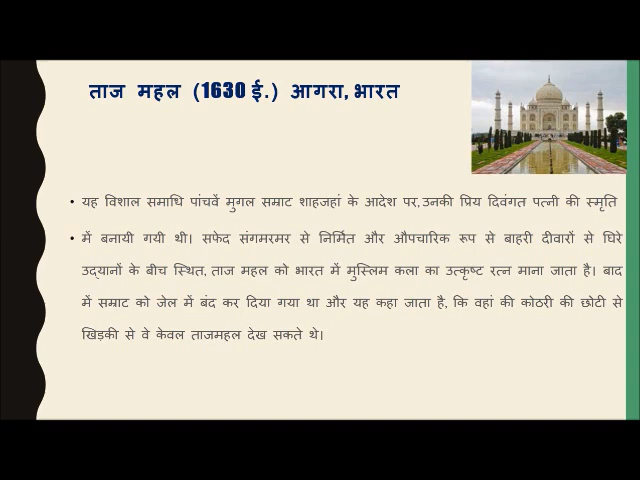 ताज महल (1630 ई.) आगरा, भारत
• यह विशाल समाधि पांचवें मुगल सम्राट शाहजहां के आदेश पर,उनकी प्रिय दिवंगत पत्नी की स्मृति
• में बनायी गयी थी। सफेद संगमरमर से निर्मित और औपचारिक रूप से बाहरी दीवारों से घिरे
उद्यानों के बीच स्थित, ताज महल को भारत में मुस्लिम कला का उत्कृष्ट रत्न माना जाता है। बाद
में सम्राट को जेल में बंद कर दिया गया था और यह कहा जाता है, कि वहां की कोठरी की छोटी से
खिड़की से वे केवल ताजमहल देख सकते थे।